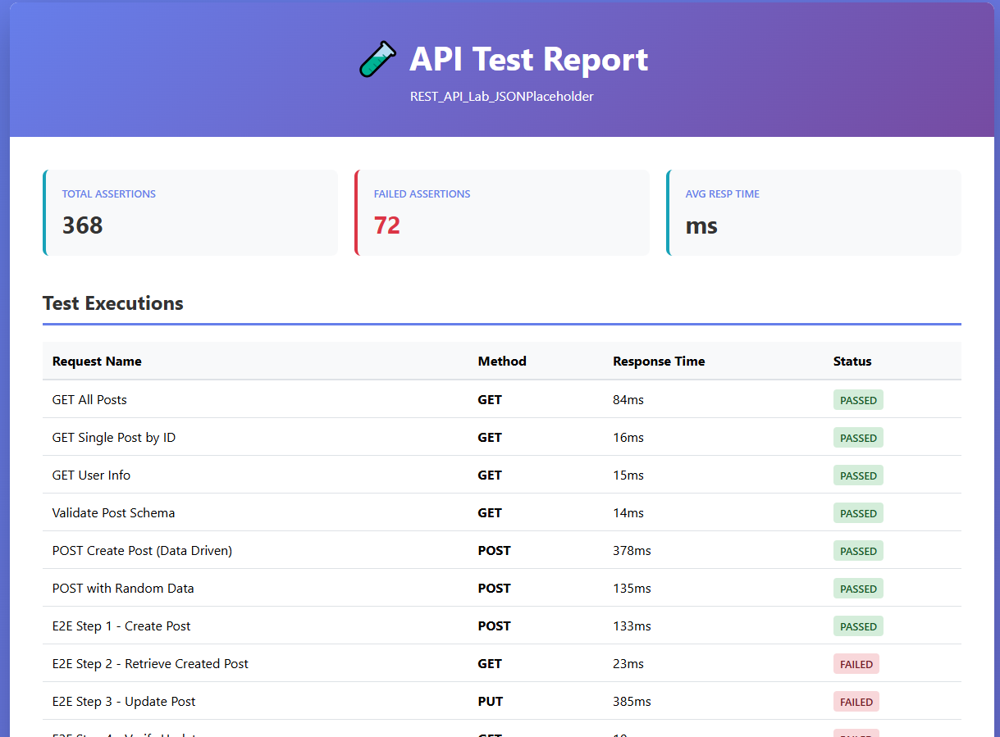 API Test Report
REST_API_Lab_JSONPlaceholder
TOTAL ASSERTIONS
368
FAILED ASSERTIONS
72
AVG RESP TIME
ms
Test Executions
Request Name Method Response Time Status
GET All Posts GET 84ms PASSED
GET Single Post by ID GET 16ms PASSED
GET User Info GET 15ms PASSED
Validate Post Schema GET 14ms PASSED
POST Create Post (Data Driven) POST 378ms PASSED
POST with Random Data POST 135ms PASSED
E2E Step 1 - Create Post POST 133ms PASSED
E2E Step 2 - Retrieve Created Post GET 23ms FAILED
E2E Step 3 - Update Post PUT 385ms FAILED